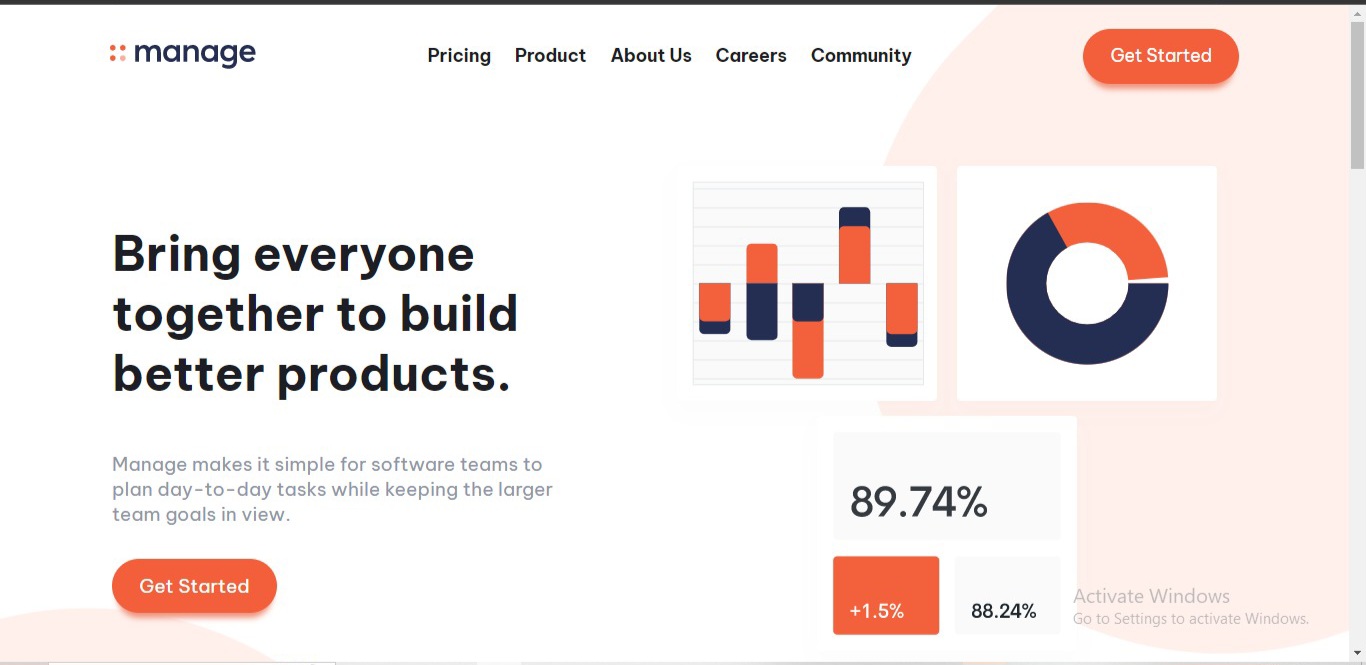 manage
Pricing Product About Us Careers Community
Get Started
Bring everyone
together to build
better products.
Manage makes it simple for software teams to
plan day-to-day tasks while keeping the larger
team goals in view.
Get Started
89.74%
+1.5% 88.24%
Activate Windows
Go to Settings to activate Windows.